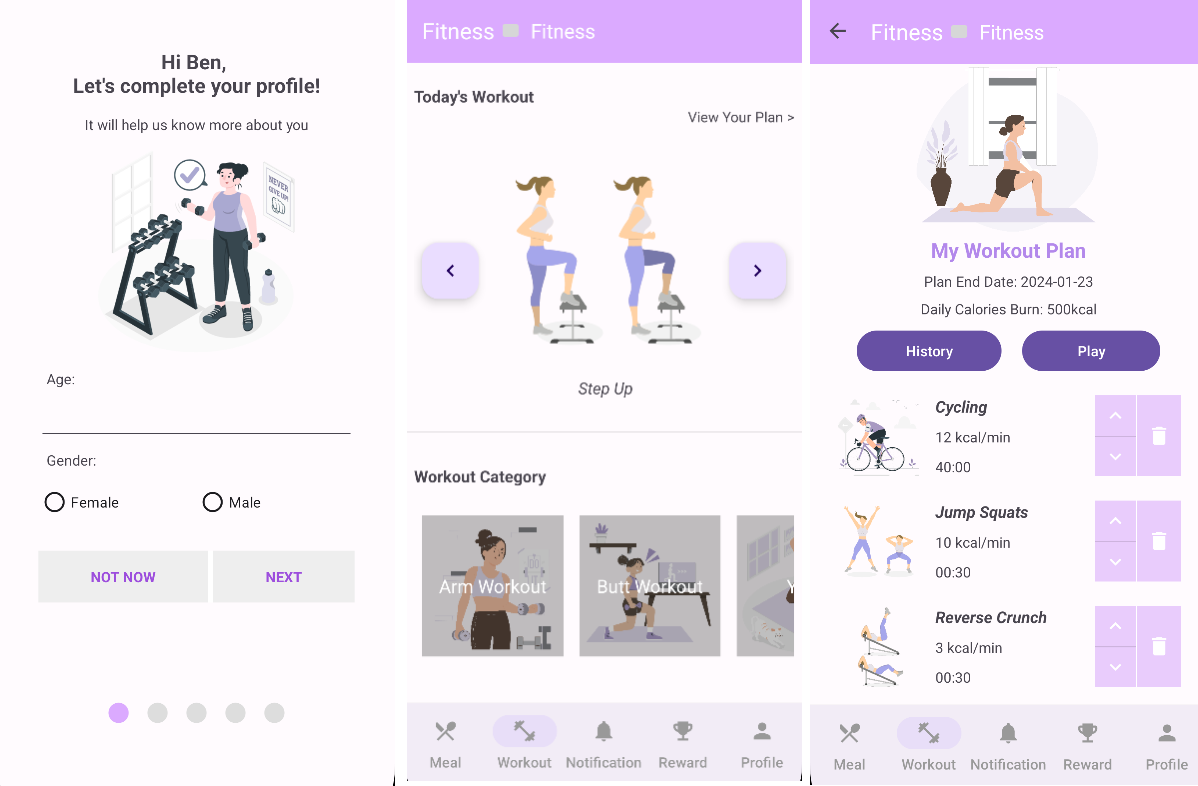 Hi Ben,
Let's complete your profile!
It will help us know more about you
NEVER
GIVE UP!
Age:
Gender:
Female
Male
NOT NOW
NEXT
Fitness
Fitness
Today's Workout
View Your Plan >
Step Up
Workout Category
Arm Workout
Butt Workout
Y
Meal
Workout
Notification
Reward
Profile
Fitness
Fitness
My Workout Plan
Plan End Date: 2024-01-23
Daily Calories Burn: 500kcal
History
Play
Cycling
12 kcal/min
40:00
Jump Squats
10 kcal/min
00:30
Reverse Crunch
3 kcal/min
00:30
Meal
Workout
Notification
Reward
Profile